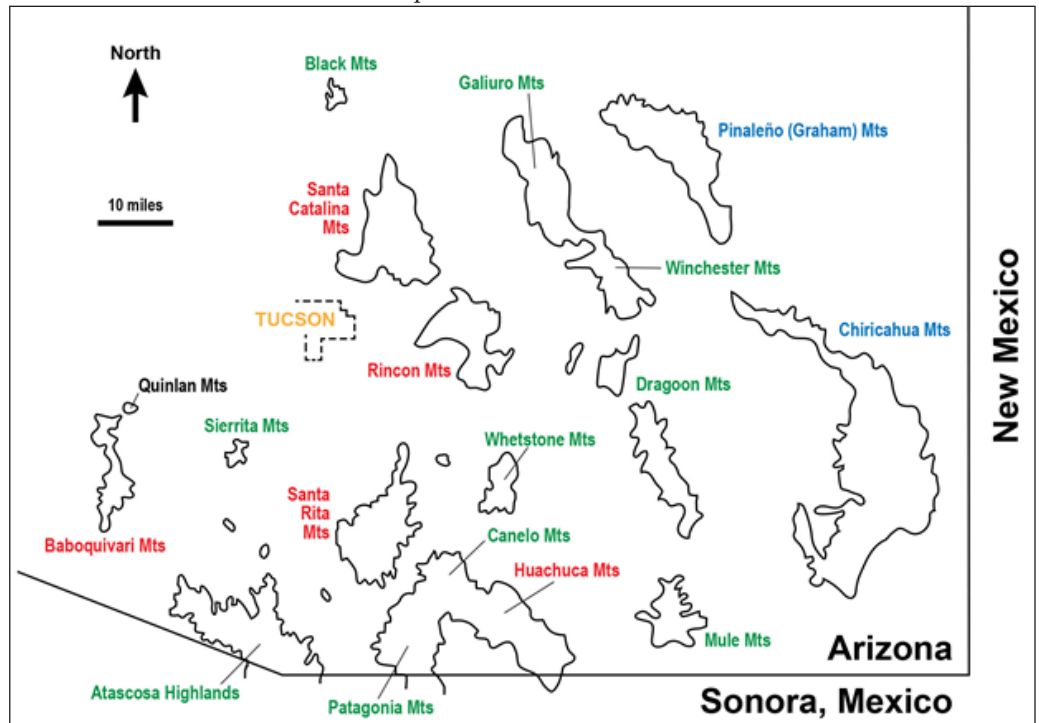 North
Black Mts
Galiuro Mts
Pinaleño (Graham) Mts
10 miles
Santa
Catalina
Mts
Winchester Mts
TUCSON
Chiricahua Mts
New Mexico
Rincon Mts
Quinlan Mts
Dragoon Mts
Sierrita Mts
Whetstone Mts
Santa
Rita
Mts
Baboquivari Mts
Canelo Mts
Huachuca Mts
Mule Mts
Arizona
Atascosa Highlands
Patagonia Mts
Sonora, Mexico